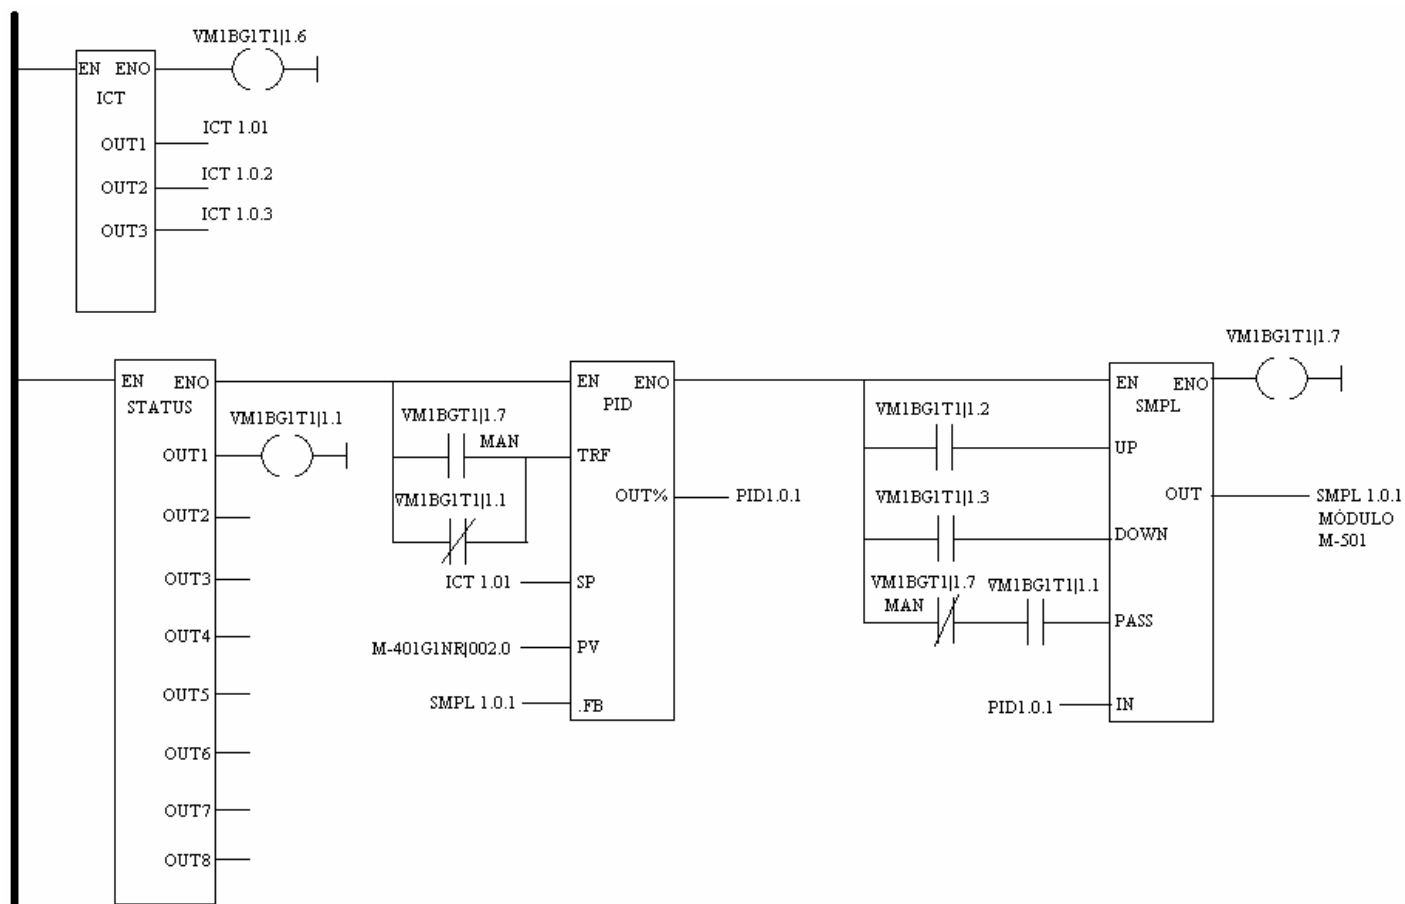 VM1BG1T1|1.6
EN ENO
ICT
OUT1 ICT 1.01
OUT2 ICT 1.0.2
OUT3 ICT 1.0.3
EN ENO
STATUS
VM1BG1T1|1.1
OUT1
OUT2
OUT3
OUT4
OUT5
OUT6
OUT7
OUT8
VM1BGT1|1.7
MAN
VM1BG1T1|1.1
EN ENO
PID
TRF
OUT% PID1.0.1
ICT 1.01 SP
M-401G1NR|002.0 PV
SMPL 1.0.1 .FB
VM1BG1T1|1.7
EN ENO
SMPL
VM1BG1T1|1.2
UP
VM1BG1T1|1.3
DOWN
OUT SMPL 1.0.1
MÓDULO
M-501
VM1BGT1|1.7 VM1BG1T1|1.1
MAN
PASS
PID1.0.1 IN